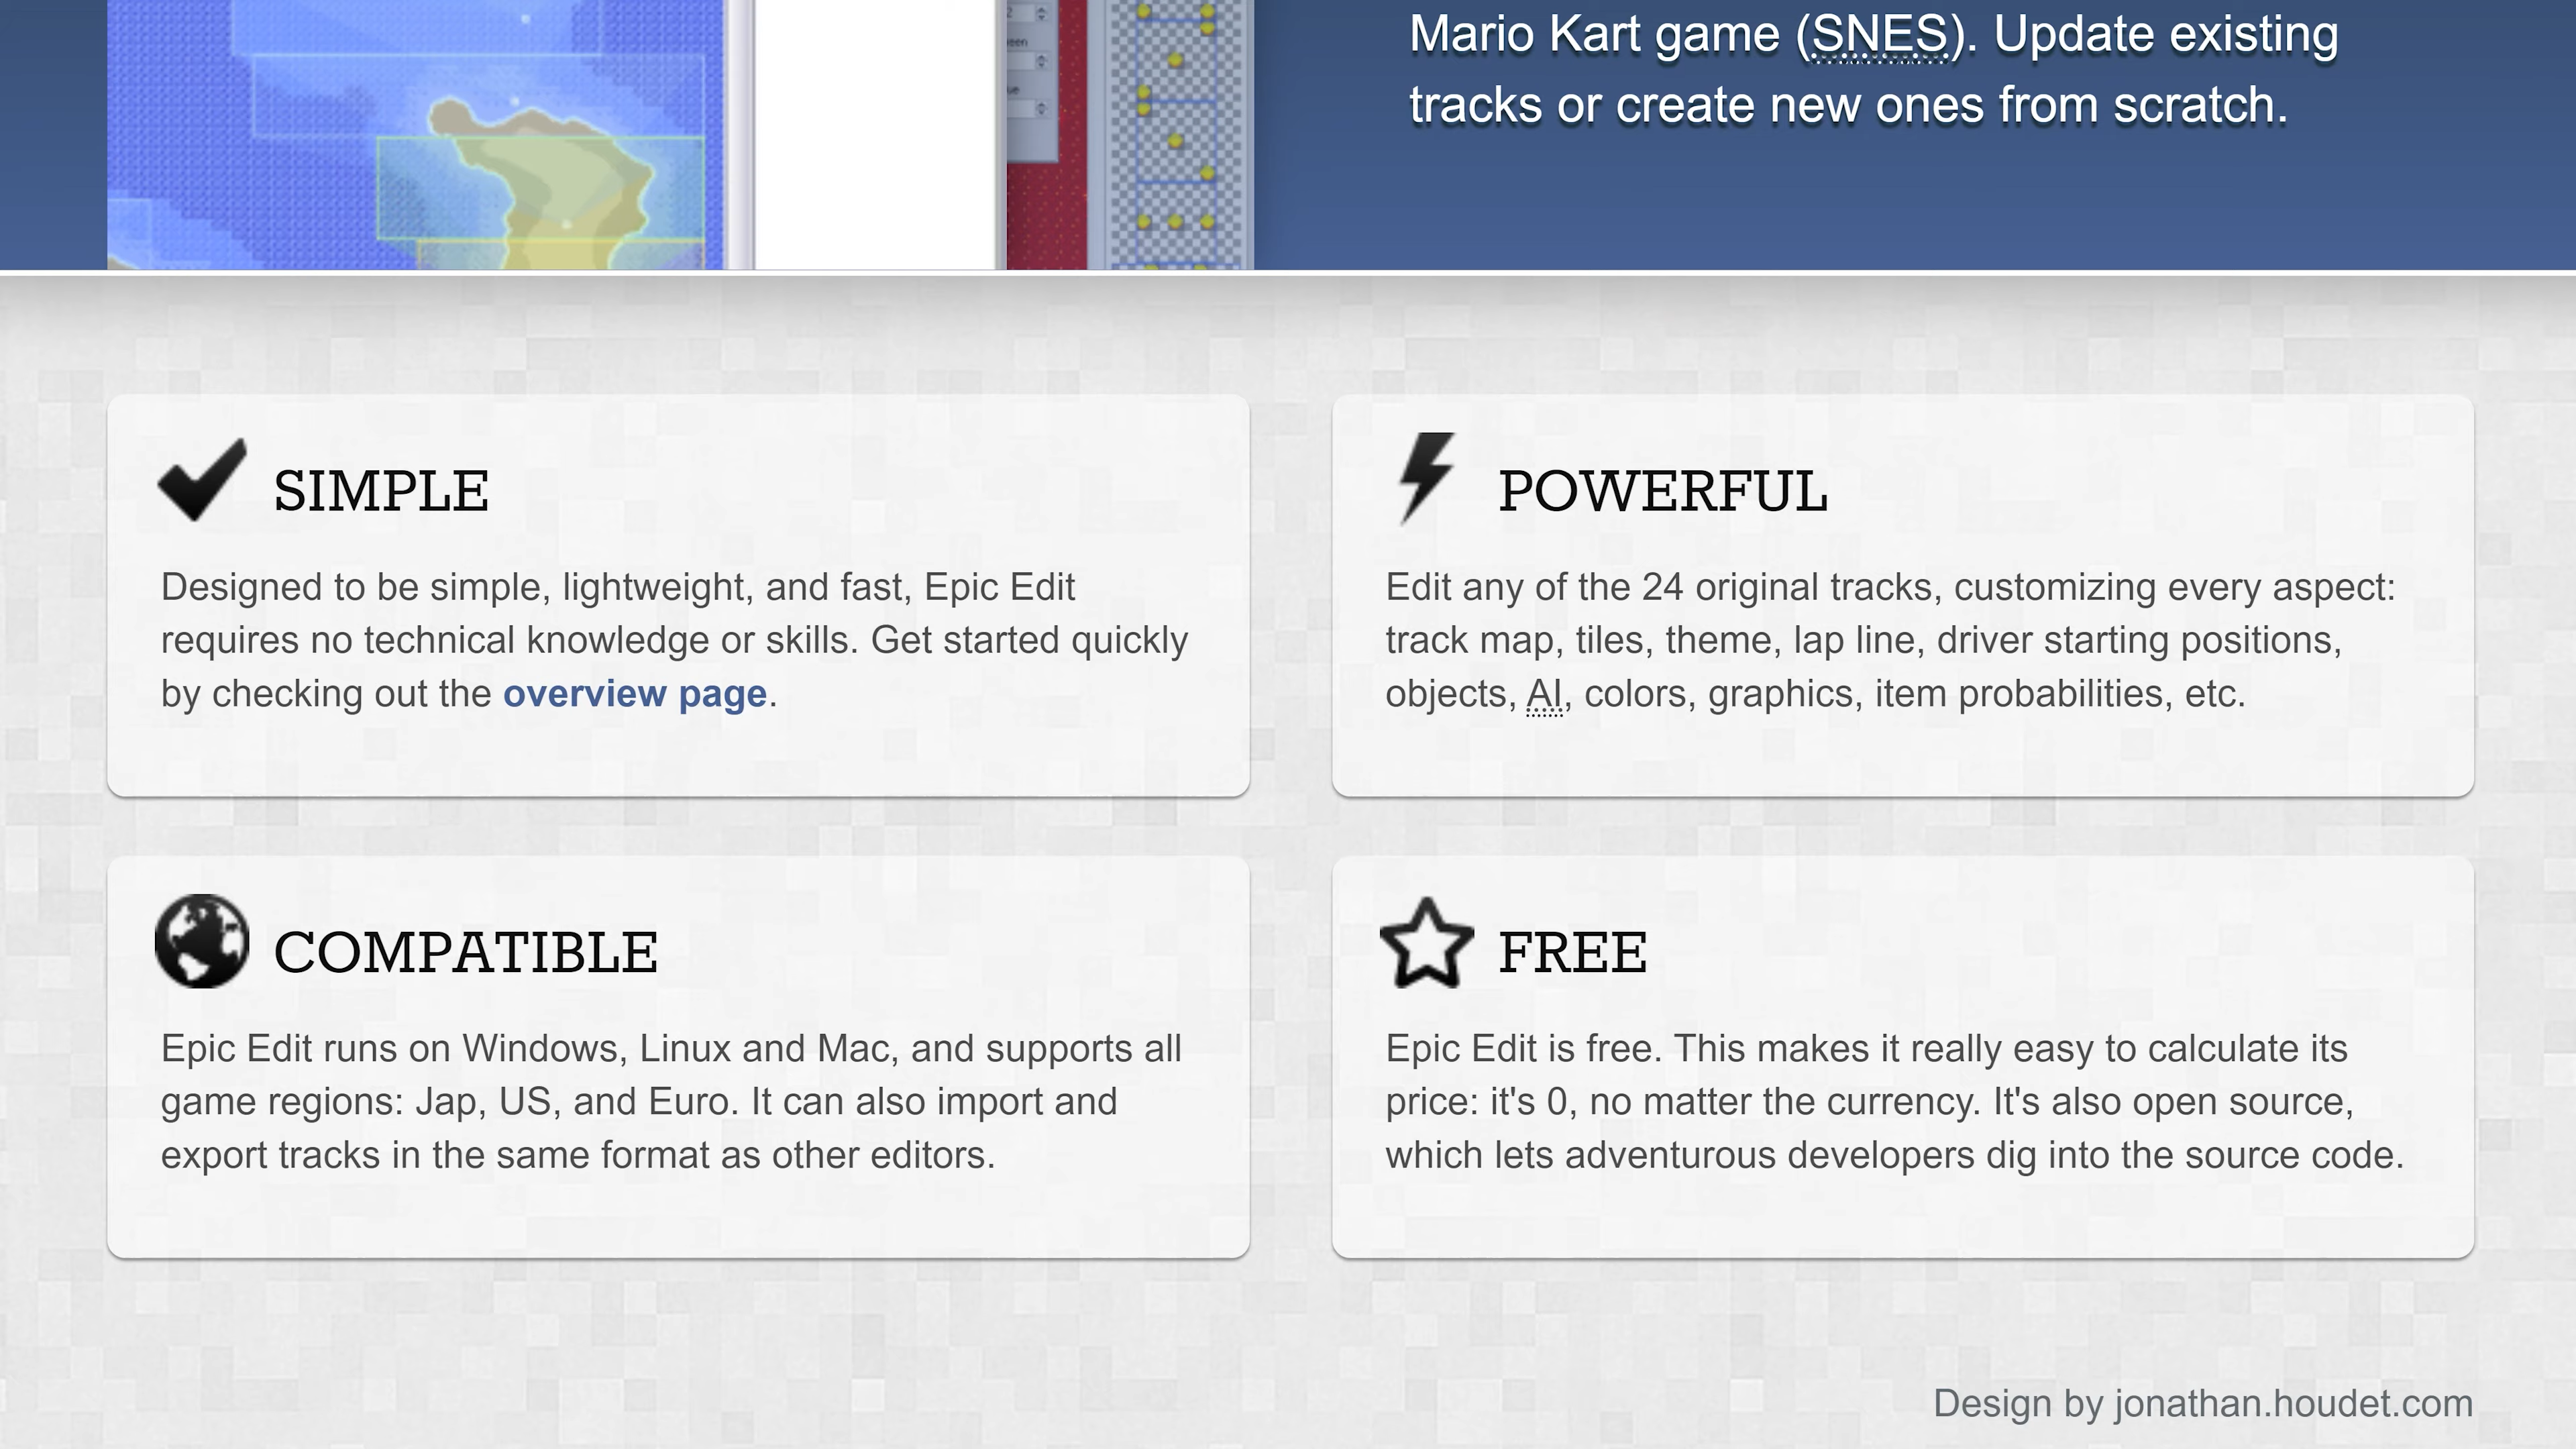 Mario Kart game (SNES). Update existing
tracks or create new ones from scratch.
SIMPLE
Designed to be simple, lightweight, and fast, Epic Edit
requires no technical knowledge or skills. Get started quickly
by checking out the overview page.
POWERFUL
Edit any of the 24 original tracks, customizing every aspect:
track map, tiles, theme, lap line, driver starting positions,
objects, AI, colors, graphics, item probabilities, etc.
COMPATIBLE
Epic Edit runs on Windows, Linux and Mac, and supports all
game regions: Jap, US, and Euro. It can also import and
export tracks in the same format as other editors.
FREE
Epic Edit is free. This makes it really easy to calculate its
price: it's 0, no matter the currency. It's also open source,
which lets adventurous developers dig into the source code.
Design by jonathan.houdet.com